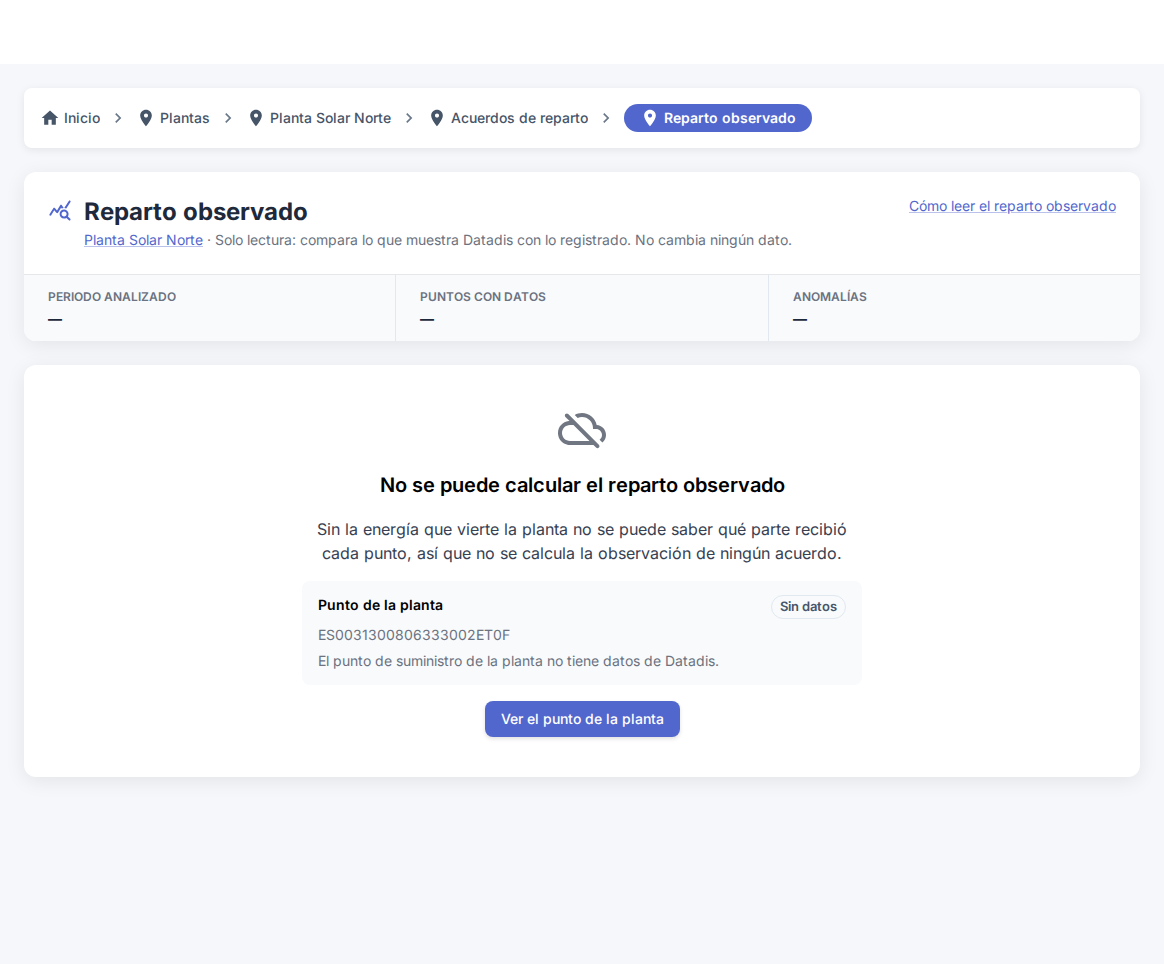 Inicio > Plantas > Planta Solar Norte > Acuerdos de reparto > Reparto observado
Reparto observado
Cómo leer el reparto observado
Planta Solar Norte · Solo lectura: compara lo que muestra Datadis con lo registrado. No cambia ningún dato.
PERIODO ANALIZADO
—
PUNTOS CON DATOS
—
ANOMALÍAS
—
No se puede calcular el reparto observado
Sin la energía que vierte la planta no se puede saber qué parte recibió
cada punto, así que no se calcula la observación de ningún acuerdo.
Punto de la planta
Sin datos
ES0031300806333002ET0F
El punto de suministro de la planta no tiene datos de Datadis.
Ver el punto de la planta